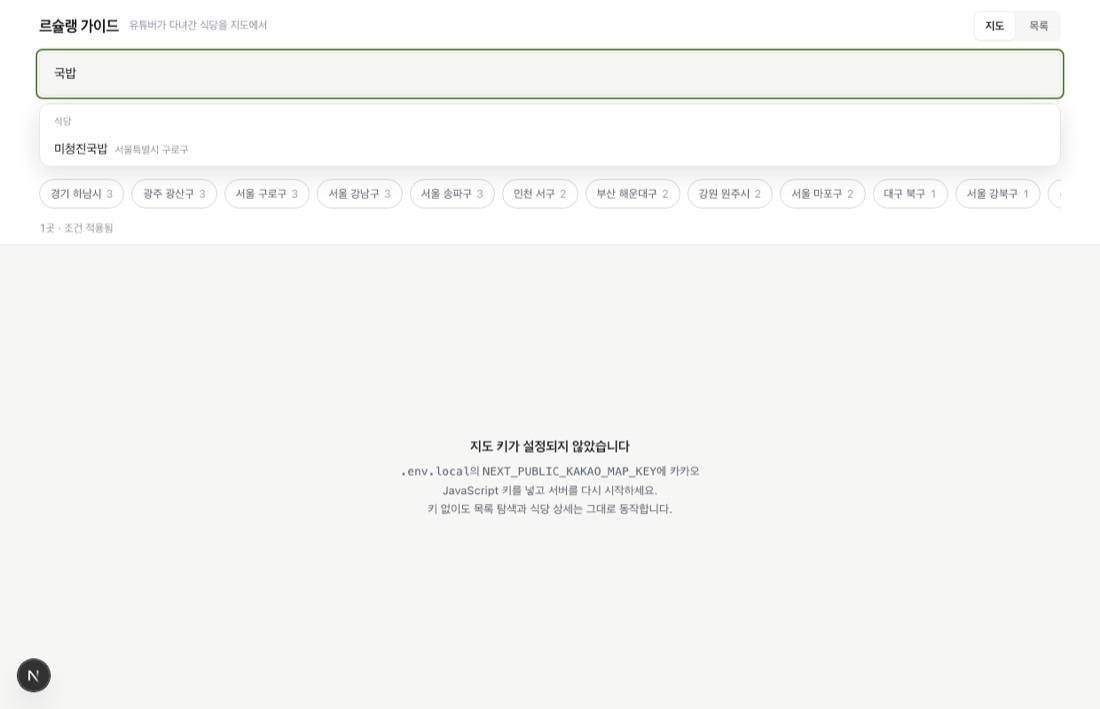 르슐랭 가이드 유튜버가 다녀간 식당을 지도에서 지도 목록
국밥
식당
미청진국밥 서울특별시 구로구
경기 하남시 3 광주 광산구 3 서울 구로구 3 서울 강남구 3 서울 송파구 3 인천 서구 2 부산 해운대구 2 강원 원주시 2 서울 마포구 2 대구 북구 1 서울 강북구 1
1곳 · 조건 적용됨
지도 키가 설정되지 않았습니다
.env.local의 NEXT_PUBLIC_KAKAO_MAP_KEY에 카카오
JavaScript 키를 넣고 서버를 다시 시작하세요.
키 없이도 목록 탐색과 식당 상세는 그대로 동작합니다.
N